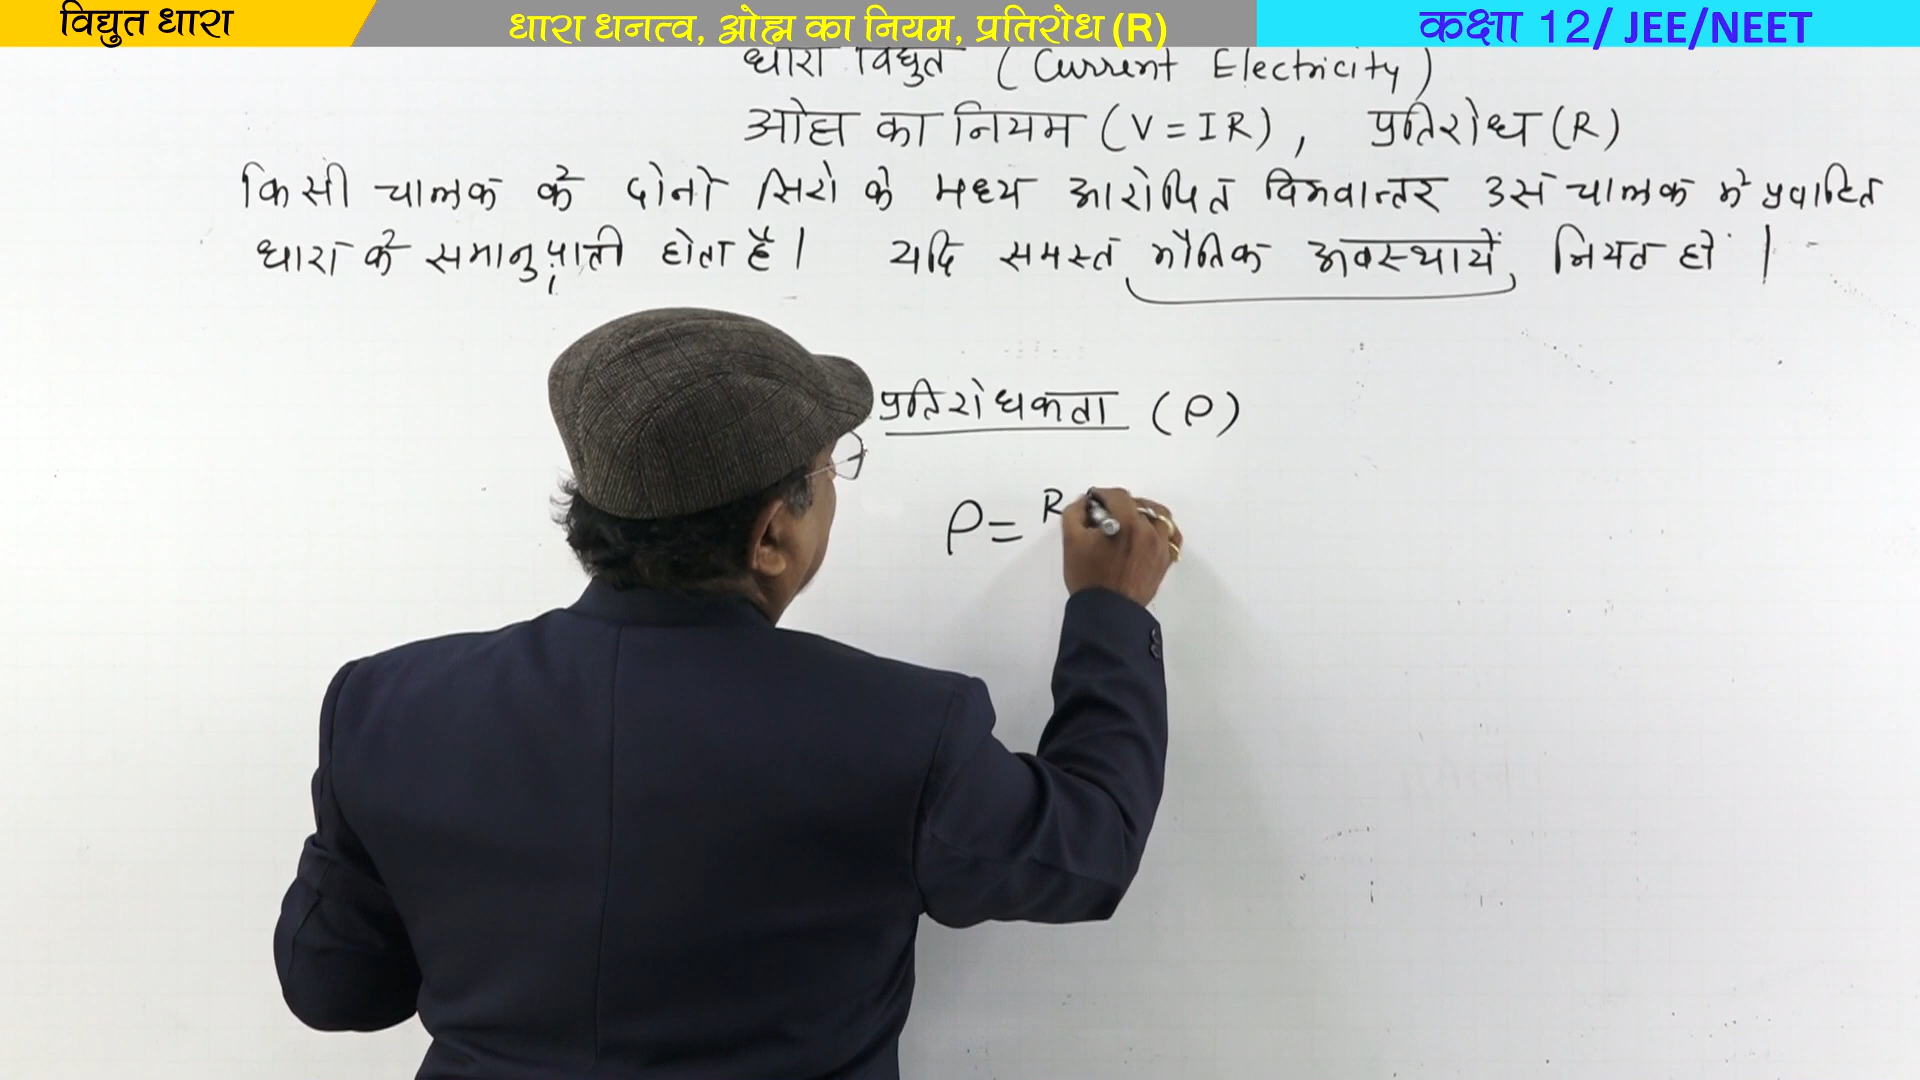 विद्युत धारा
धारा धनत्व, ओह्म का नियम, प्रतिरोध (R)
कक्षा 12/ JEE/NEET
धारा विद्युत (Current Electricity)
ओह्म का नियम (V=IR), प्रतिरोध (R)
किसी चालक के दोनो सिरो के मध्य आरोपित विभवान्तर उस चालक मे प्रवाहित
धारा के समानुपाती होता है। यदि समस्त भौतिक अवस्थायें नियत हो ।
प्रतिरोधकता (ρ)
ρ= R